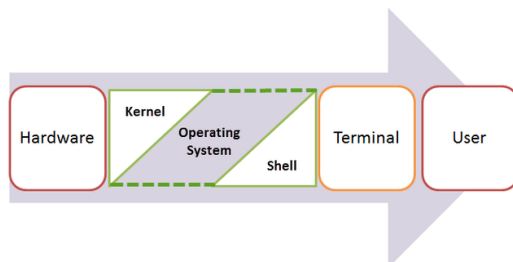 Hardware
Kernel
Operating
System
Shell
Terminal
User